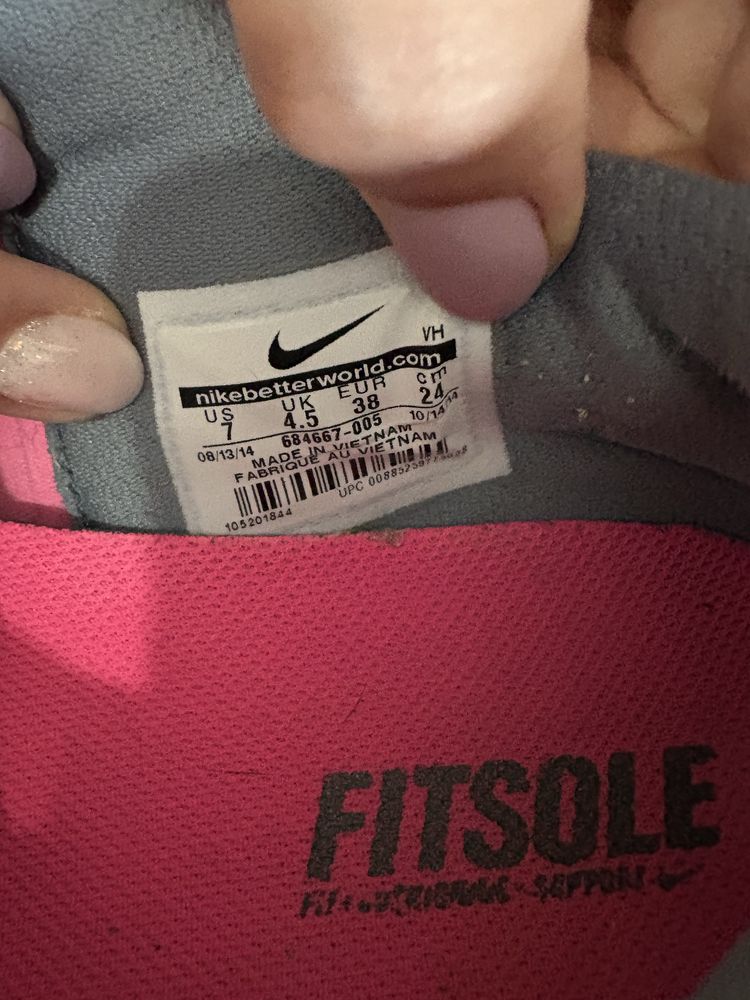 VH
nikebetterworld.com
US UK EUR cm
7 4.5 38 24
684667-005
08/13/14 10/14/14
MADE IN VIETNAM
FABRIQUE AU VIETNAM
UPC
105201844
FITSOLE
SUPPORT